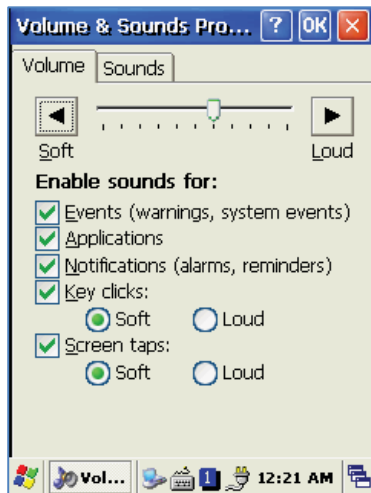 Volume & Sounds Pro... ? OK
Volume Sounds
Soft Loud
Enable sounds for:
Events (warnings, system events)
Applications
Notifications (alarms, reminders)
Key clicks:
Soft Loud
Screen taps:
Soft Loud
Vol... 1 12:21 AM